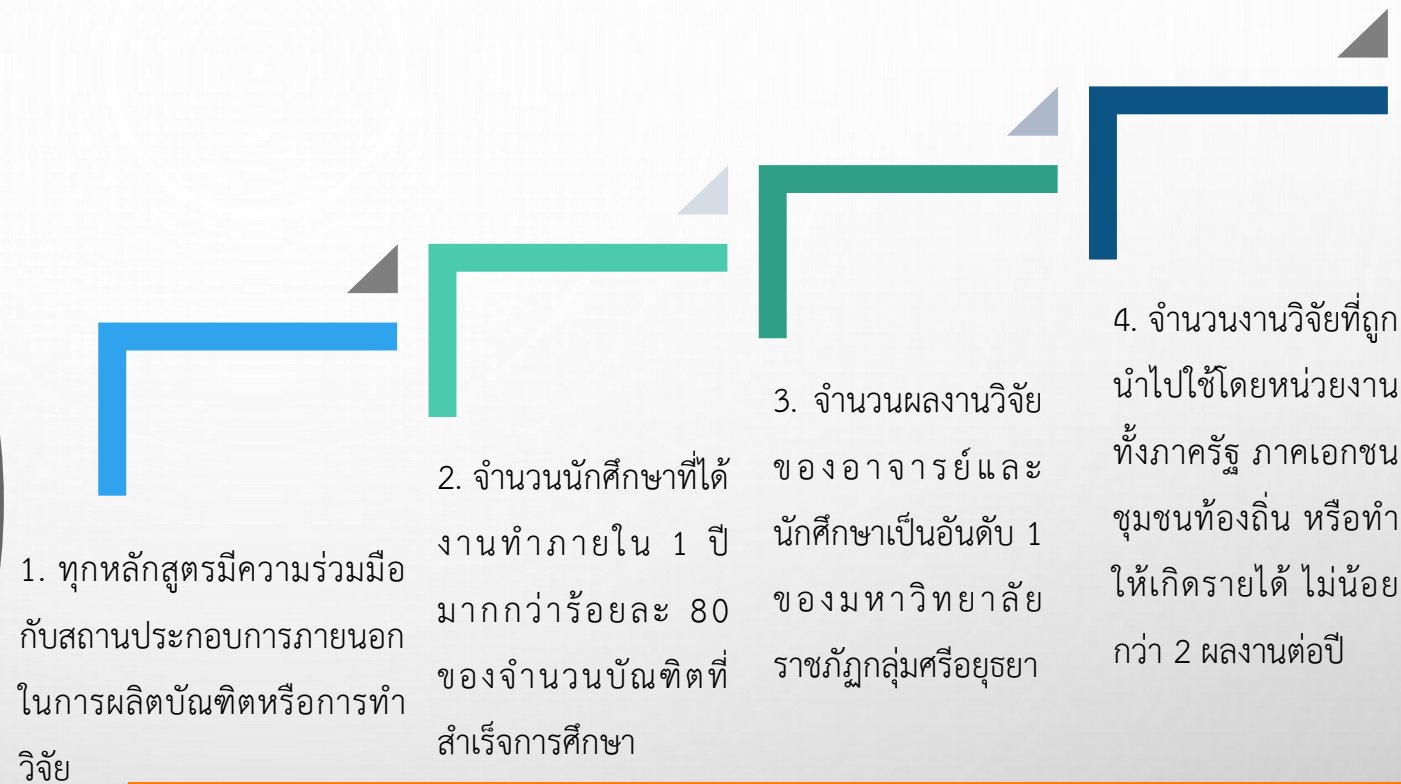 1. ทุกหลักสูตรมีความร่วมมือ
กับสถานประกอบการภายนอก
ในการผลิตบัณฑิตหรือการทำ
วิจัย
2. จำนวนนักศึกษาที่ได้
งานทำภายใน 1 ปี
มากกว่าร้อยละ 80
ของจำนวนบัณฑิตที่
สำเร็จการศึกษา
3. จำนวนผลงานวิจัย
ของอาจารย์และ
นักศึกษาเป็นอันดับ 1
ของมหาวิทยาลัย
ราชภัฏกลุ่มศรีอยุธยา
4. จำนวนงานวิจัยที่ถูก
นำไปใช้โดยหน่วยงาน
ทั้งภาครัฐ ภาคเอกชน
ชุมชนท้องถิ่น หรือทำ
ให้เกิดรายได้ ไม่น้อย
กว่า 2 ผลงานต่อปี